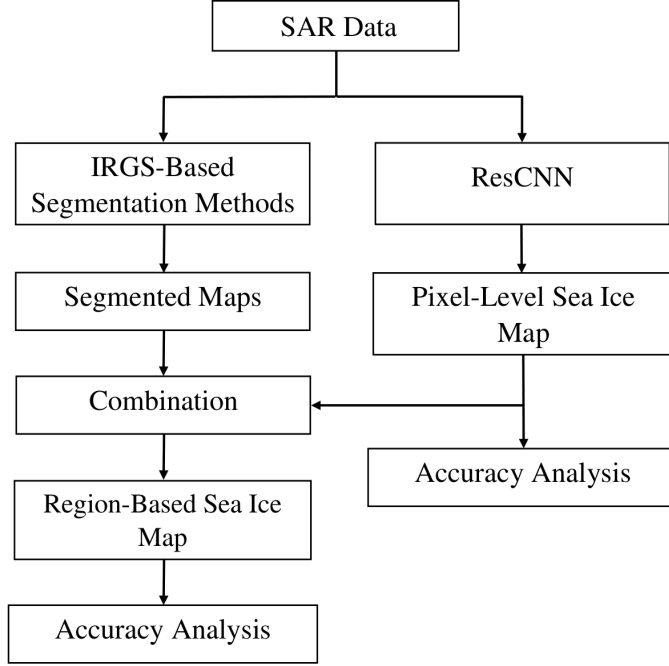 SAR Data
IRGS-Based
Segmentation Methods
ResCNN
Segmented Maps
Pixel-Level Sea Ice
Map
Combination
Accuracy Analysis
Region-Based Sea Ice
Map
Accuracy Analysis